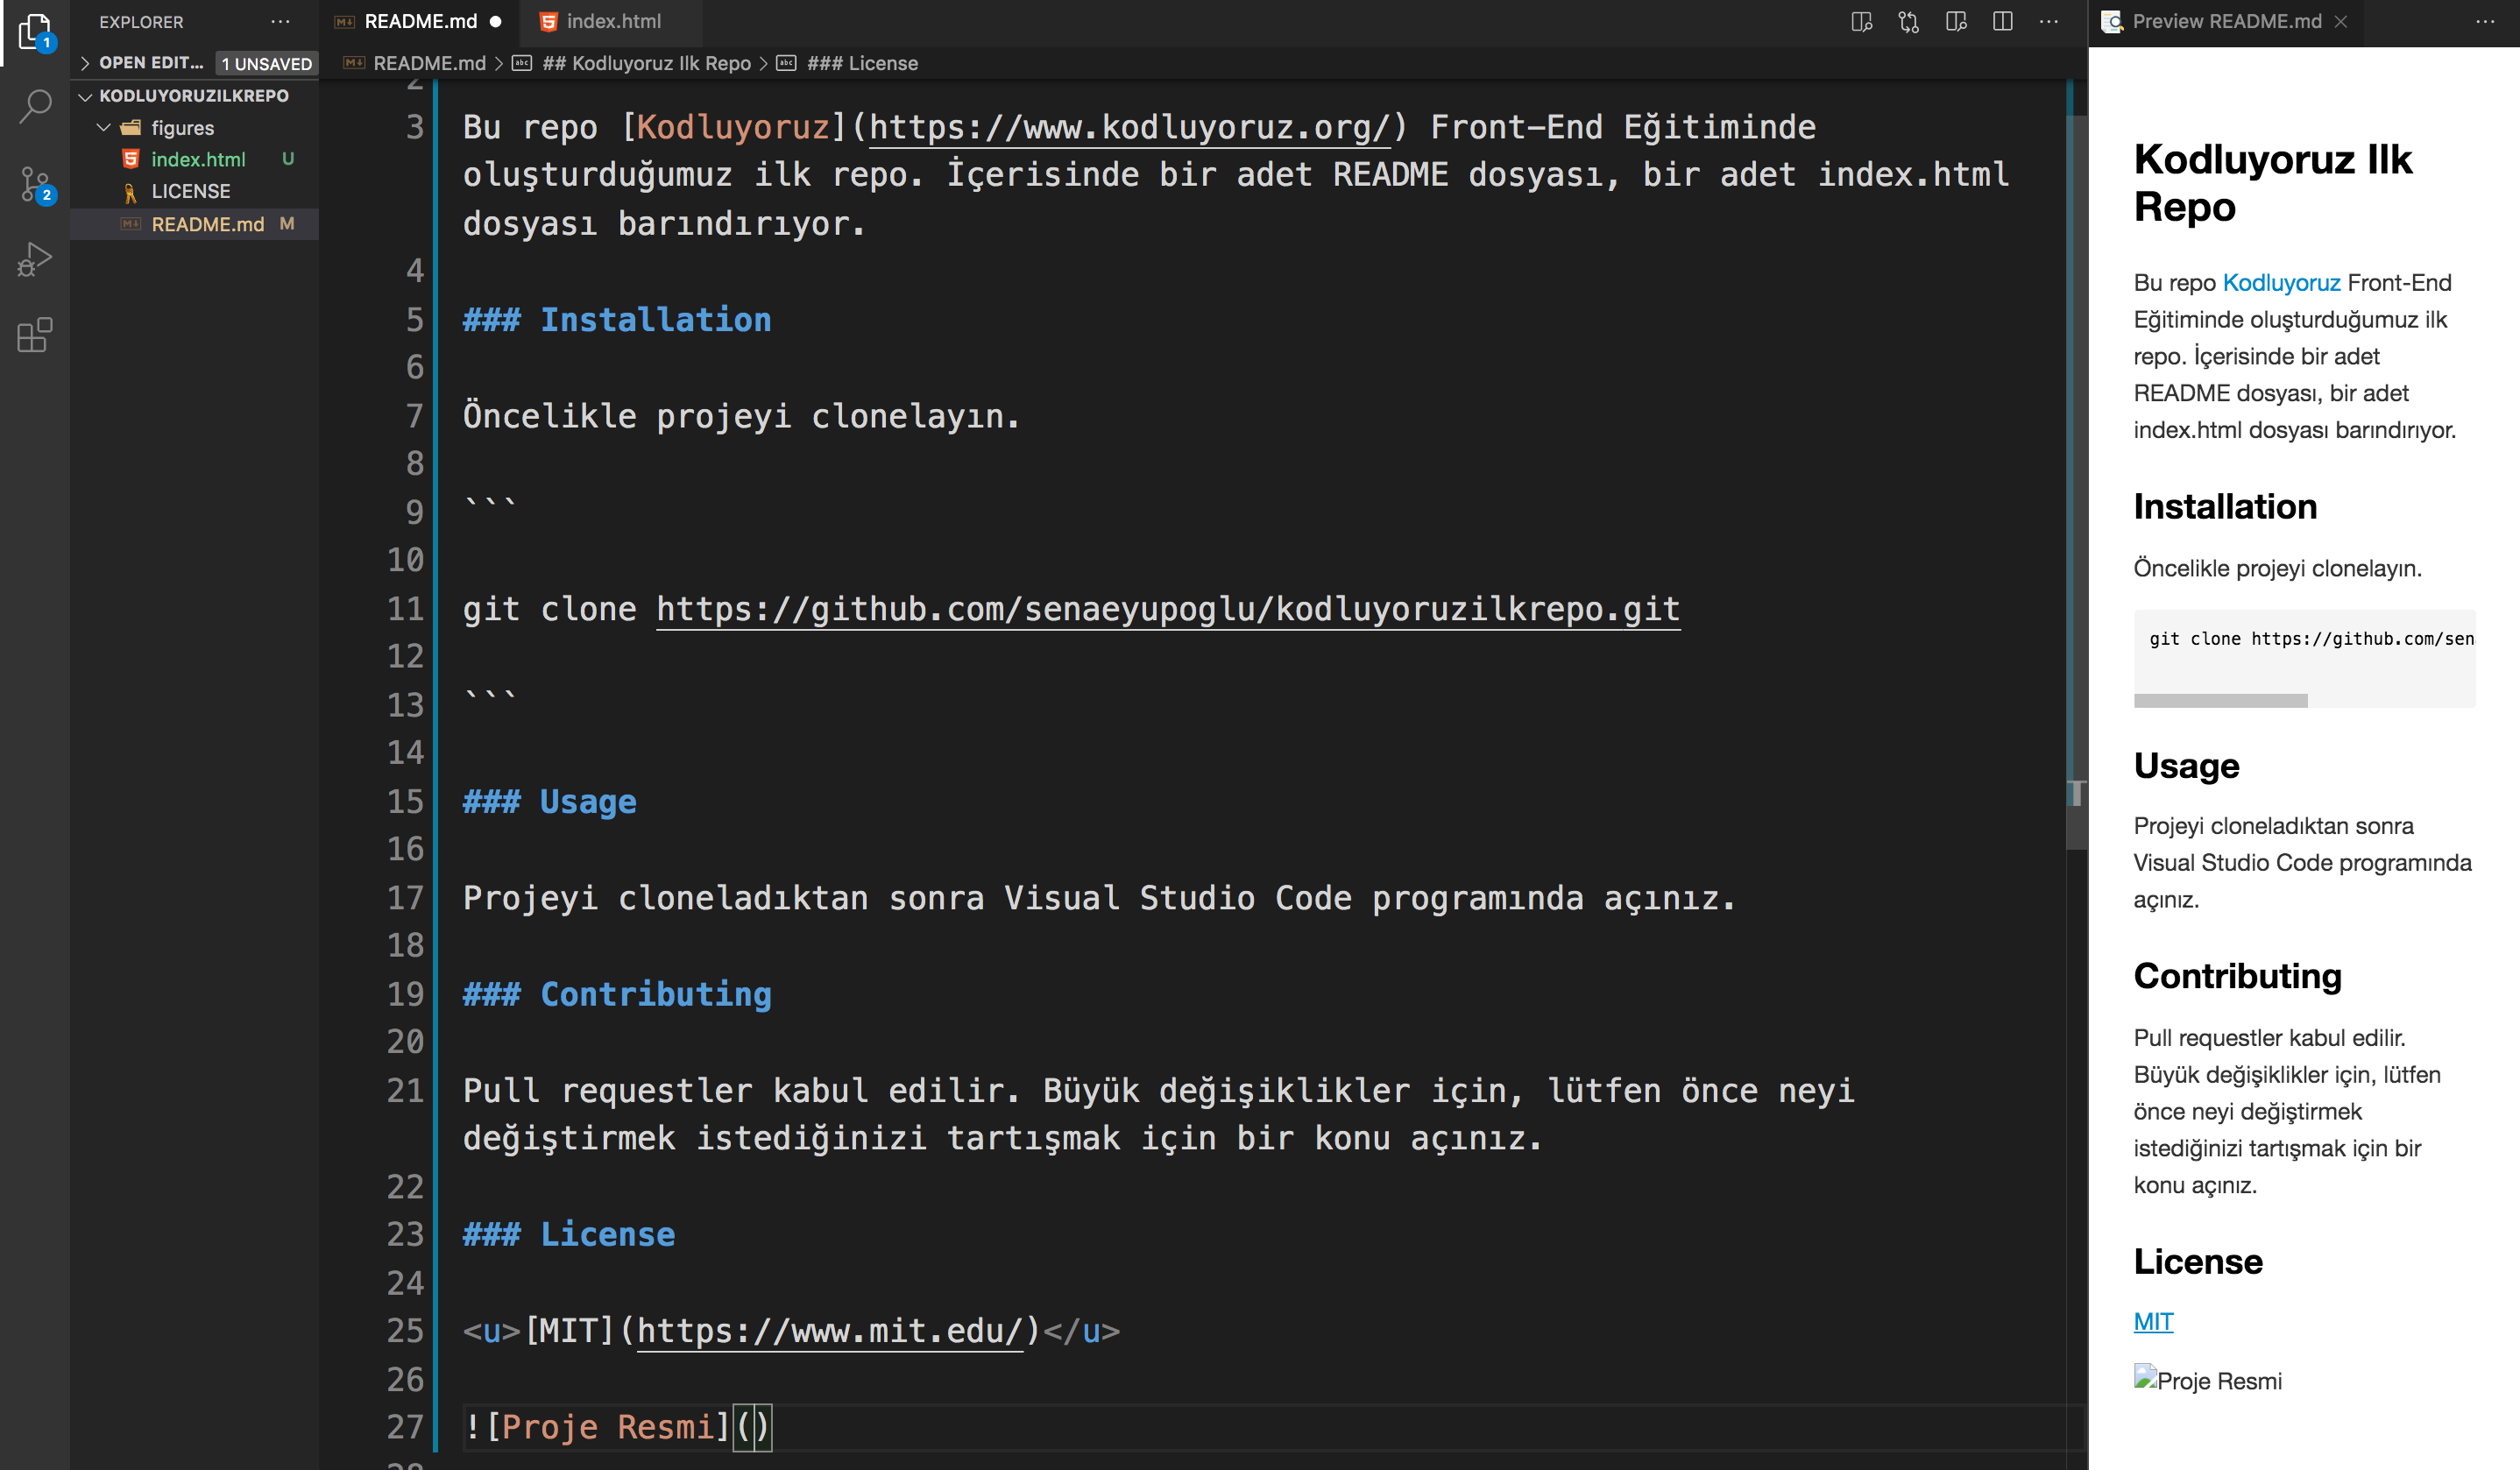 EXPLORER
OPEN EDIT... 1 UNSAVED
KODLUYORUZILKREPO
figures
index.html U
LICENSE
README.md M
1
2
README.md
index.html
README.md > ## Kodluyoruz Ilk Repo > ### License
2
3 Bu repo [Kodluyoruz](https://www.kodluyoruz.org/) Front-End Eğitiminde
oluşturduğumuz ilk repo. İçerisinde bir adet README dosyası, bir adet index.html
dosyası barındırıyor.
4
5 ### Installation
6
7 Öncelikle projeyi clonelayın.
8
9 ```
10
11 git clone https://github.com/senaeyupoglu/kodluyoruzilkrepo.git
12
13 ```
14
15 ### Usage
16
17 Projeyi cloneladıktan sonra Visual Studio Code programında açınız.
18
19 ### Contributing
20
21 Pull requestler kabul edilir. Büyük değişiklikler için, lütfen önce neyi
değiştirmek istediğinizi tartışmak için bir konu açınız.
22
23 ### License
24
25 <u>[MIT](https://www.mit.edu/)</u>
26
27 ![Proje Resmi]()
28
Preview README.md
Kodluyoruz Ilk
Repo
Bu repo Kodluyoruz Front-End
Eğitiminde oluşturduğumuz ilk
repo. İçerisinde bir adet
README dosyası, bir adet
index.html dosyası barındırıyor.
Installation
Öncelikle projeyi clonelayın.
git clone https://github.com/sen
Usage
Projeyi cloneladıktan sonra
Visual Studio Code programında
açınız.
Contributing
Pull requestler kabul edilir.
Büyük değişiklikler için, lütfen
önce neyi değiştirmek
istediğinizi tartışmak için bir
konu açınız.
License
MIT
Proje Resmi